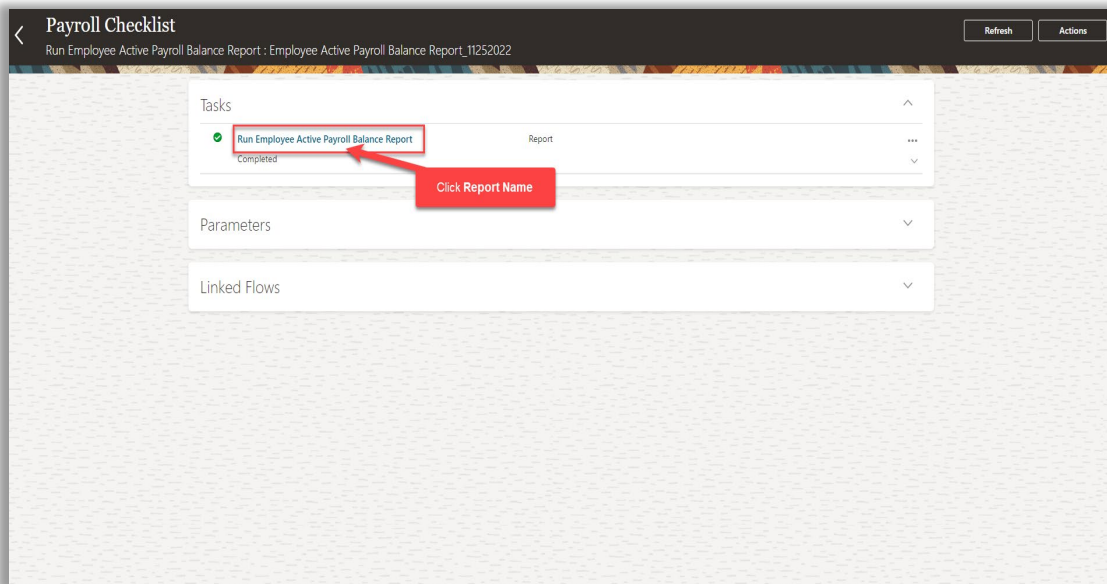 Payroll Checklist
Run Employee Active Payroll Balance Report : Employee Active Payroll Balance Report_11252022
Refresh
Actions
Tasks
Run Employee Active Payroll Balance Report
Report
Completed
Click Report Name
Parameters
Linked Flows